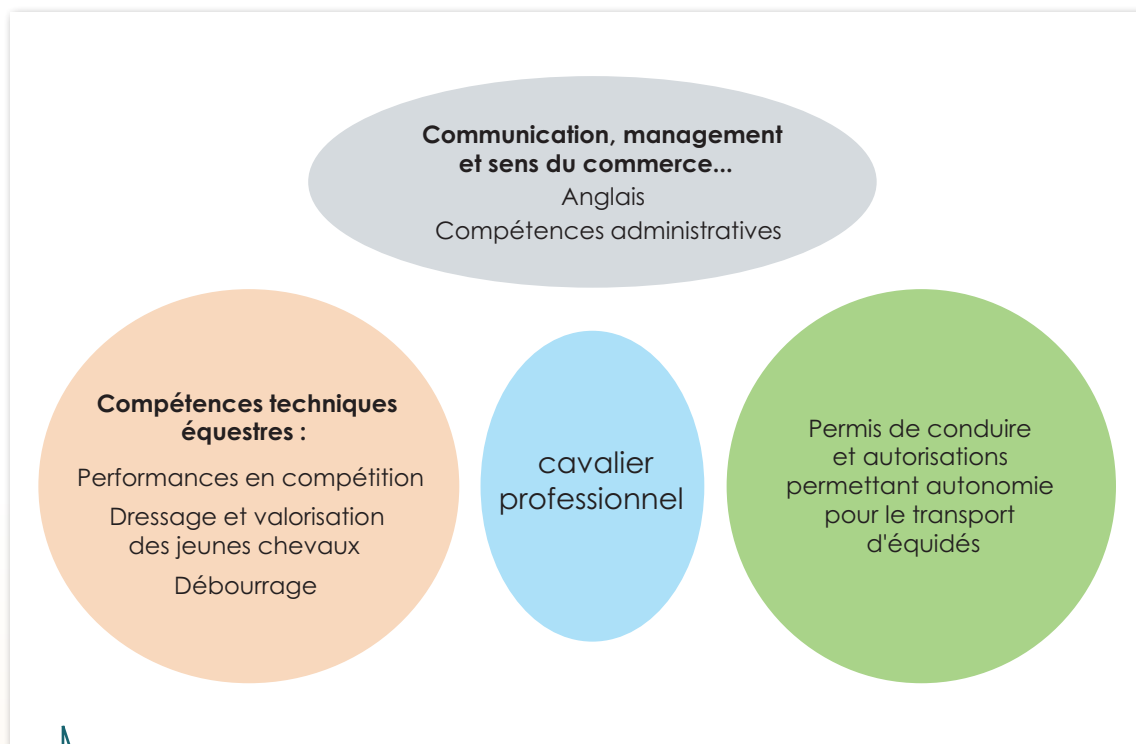 Communication, management
et sens du commerce...
Anglais
Compétences administratives
Compétences techniques
équestres :
Performances en compétition
Dressage et valorisation
des jeunes chevaux
Débourrage
cavalier
professionnel
Permis de conduire
et autorisations
permettant autonomie
pour le transport
d'équidés